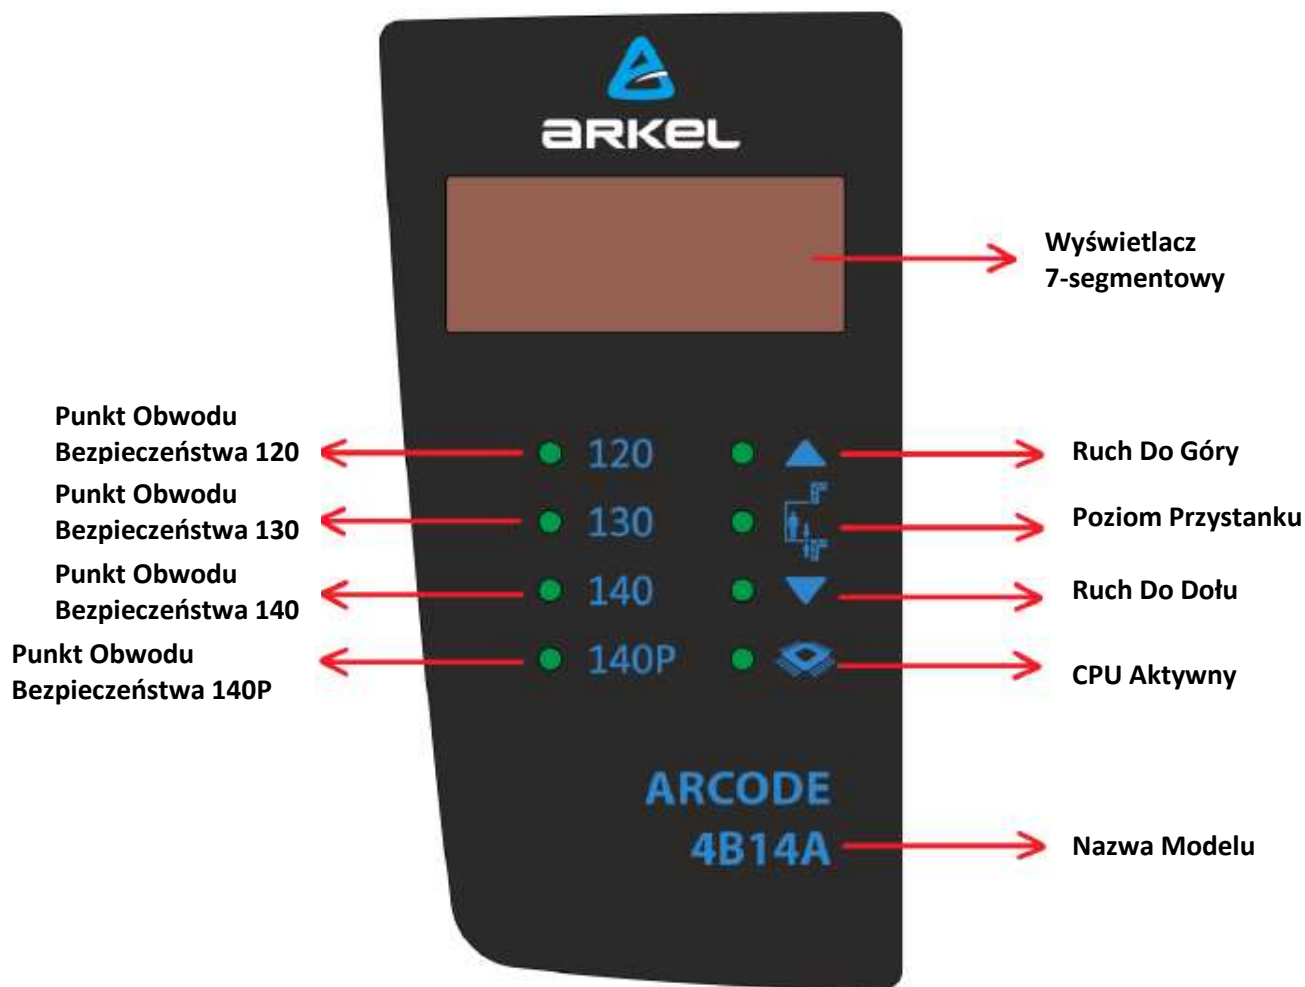 ARKEL
Wyświetlacz
7-segmentowy
Punkt Obwodu
Bezpieczeństwa 120
120
Ruch Do Góry
Punkt Obwodu
Bezpieczeństwa 130
130
Poziom Przystanku
Punkt Obwodu
Bezpieczeństwa 140
140
Ruch Do Dołu
Punkt Obwodu
Bezpieczeństwa 140P
140P
CPU Aktywny
ARCODE
4B14A
Nazwa Modelu